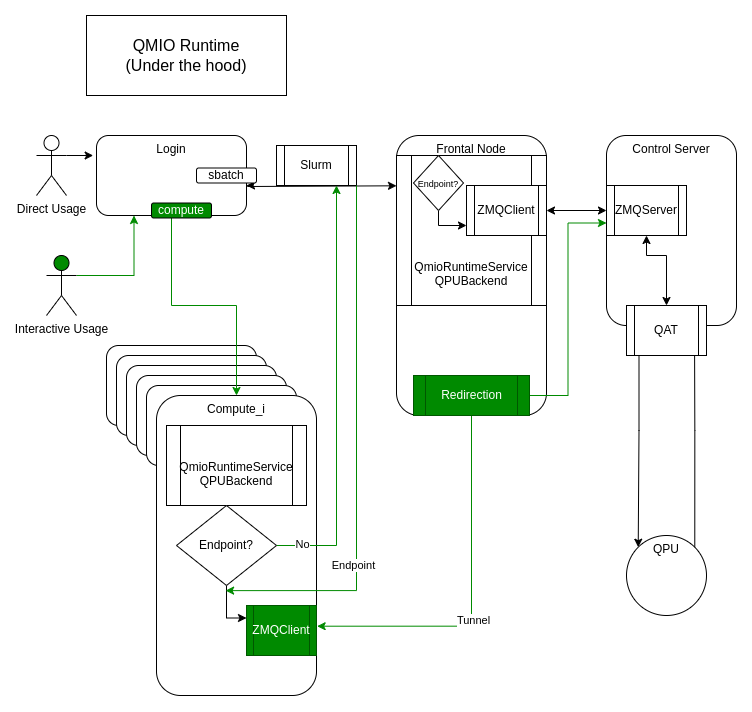 QMIO Runtime
(Under the hood)
Login
Slurm
Frontal Node
Control Server
sbatch
Endpoint?
compute
ZMQClient
ZMQServer
Direct Usage
QmioRuntimeService
QPUBackend
Interactive Usage
QAT
Redirection
Compute_i
QmioRuntimeService
QPUBackend
Endpoint?
No
Endpoint
QPU
ZMQClient
Tunnel